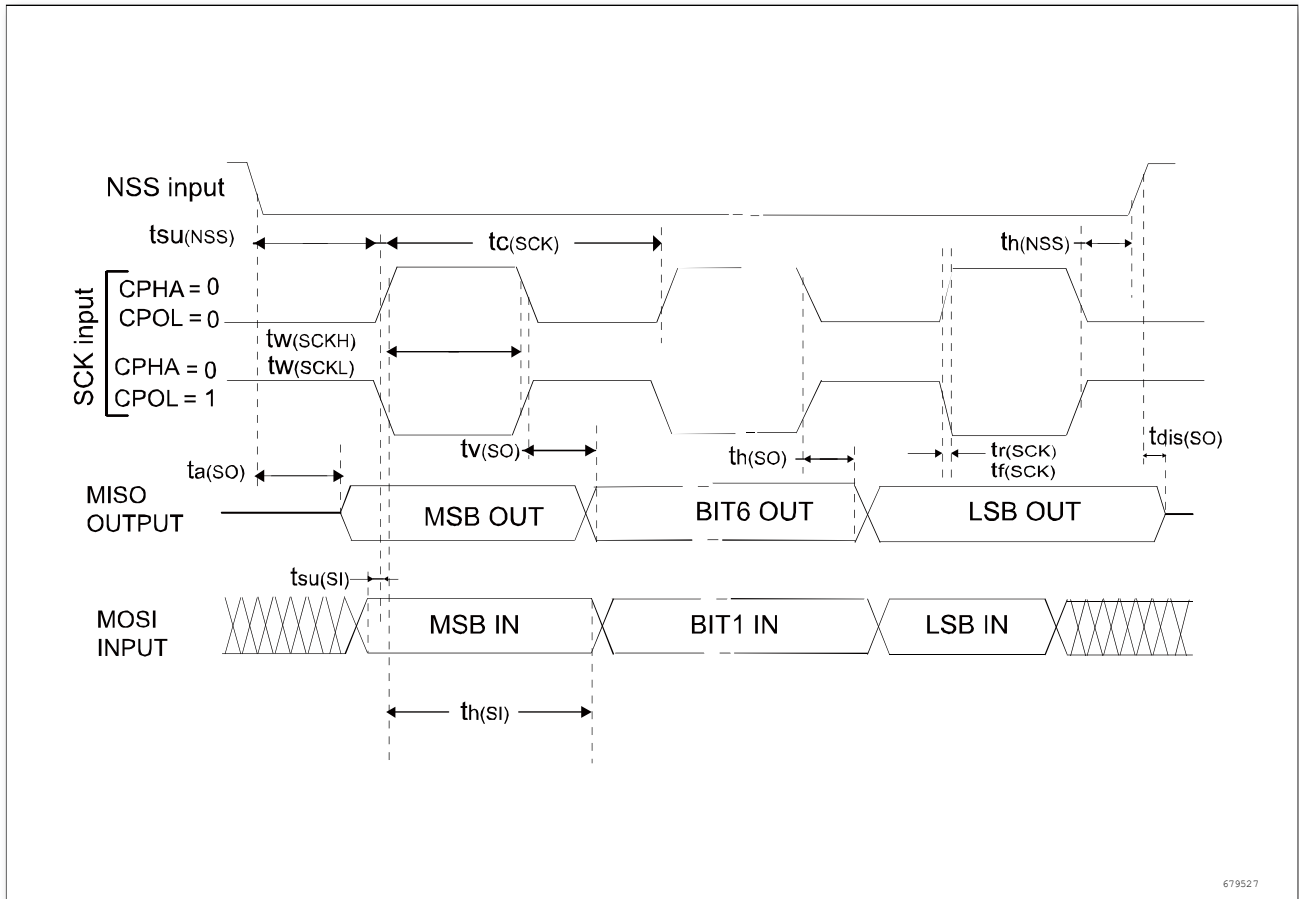 NSS input
tsu(NSS)
tc(SCK)
th(NSS)
SCK input
CPHA = 0
CPOL = 0
tw(SCKH)
tw(SCKL)
CPHA = 0
CPOL = 1
tv(SO)
th(SO)
tr(SCK)
tf(SCK)
tdis(SO)
ta(SO)
MISO
OUTPUT
MSB OUT
BIT6 OUT
LSB OUT
tsu(SI)
MOSI
INPUT
MSB IN
BIT1 IN
LSB IN
th(SI)
679527